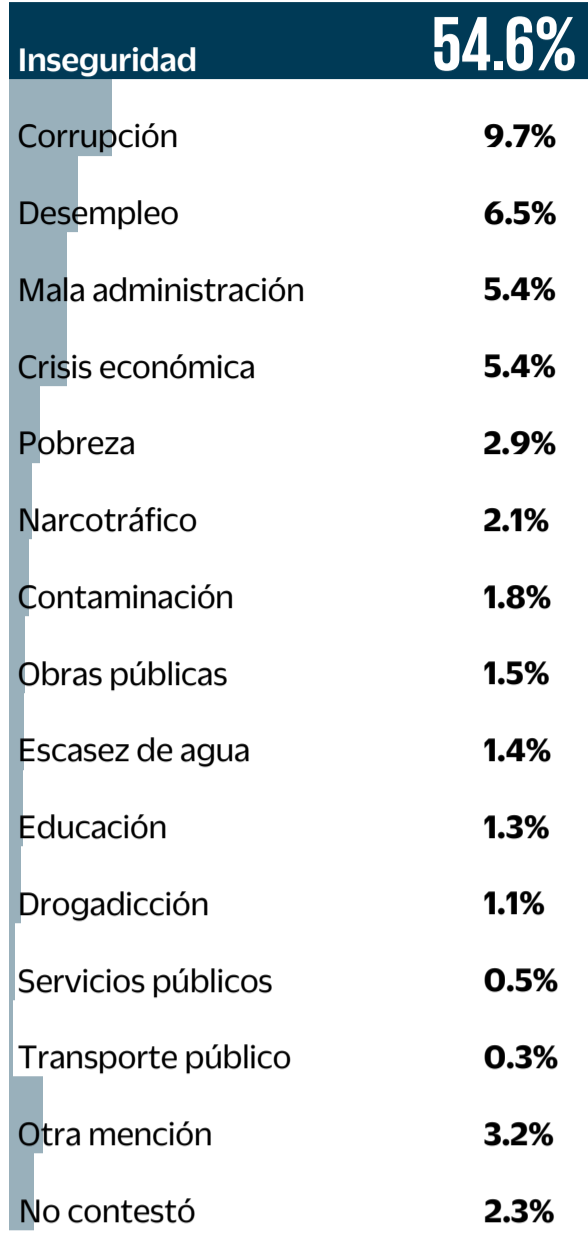 Inseguridad 54.6%
Corrupción 9.7%
Desempleo 6.5%
Mala administración 5.4%
Crisis económica 5.4%
Pobreza 2.9%
Narcotráfico 2.1%
Contaminación 1.8%
Obras públicas 1.5%
Escasez de agua 1.4%
Educación 1.3%
Drogadicción 1.1%
Servicios públicos 0.5%
Transporte público 0.3%
Otra mención 3.2%
No contestó 2.3%